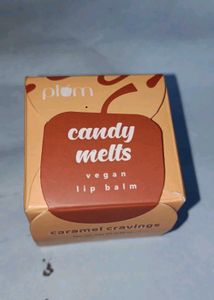 plum
candy
melts
vegan
lip balm
caramel cravings